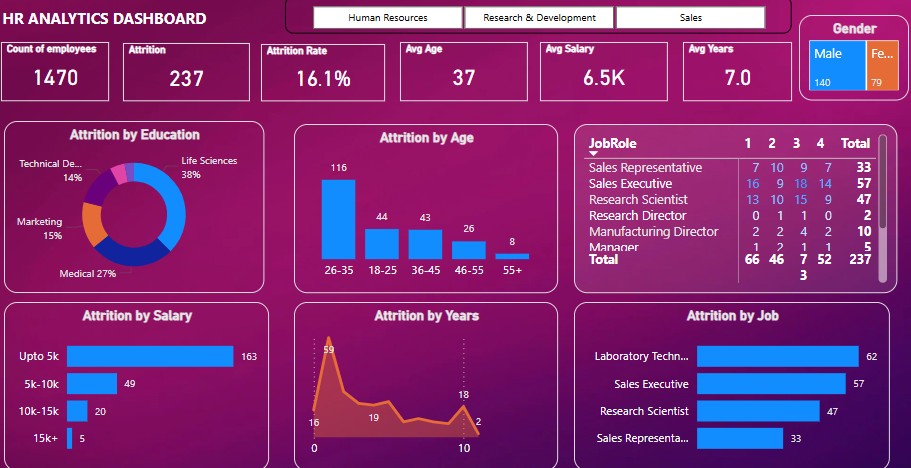 HR ANALYTICS DASHBOARD
Human Resources
Research & Development
Sales
Count of employees
1470
Attrition
237
Attrition Rate
16.1%
Avg Age
37
Avg Salary
6.5K
Avg Years
7.0
Gender
Male
140
Fe...
79
Attrition by Education
Life Sciences
38%
Medical 27%
Marketing
15%
Technical De...
14%
Attrition by Age
116
44
43
26
8
26-35 18-25 36-45 46-55 55+
JobRole 1 2 3 4 Total
Sales Representative 7 10 9 7 33
Sales Executive 16 9 18 14 57
Research Scientist 13 10 15 9 47
Research Director 0 1 1 0 2
Manufacturing Director 2 2 4 2 10
Manager 1 2 1 1 5
Total 66 46 7 52 237
3
Attrition by Salary
Upto 5k 163
5k-10k 49
10k-15k 20
15k+ 5
Attrition by Years
59
16
19
18
2
0 10
Attrition by Job
Laboratory Techn... 62
Sales Executive 57
Research Scientist 47
Sales Representa... 33